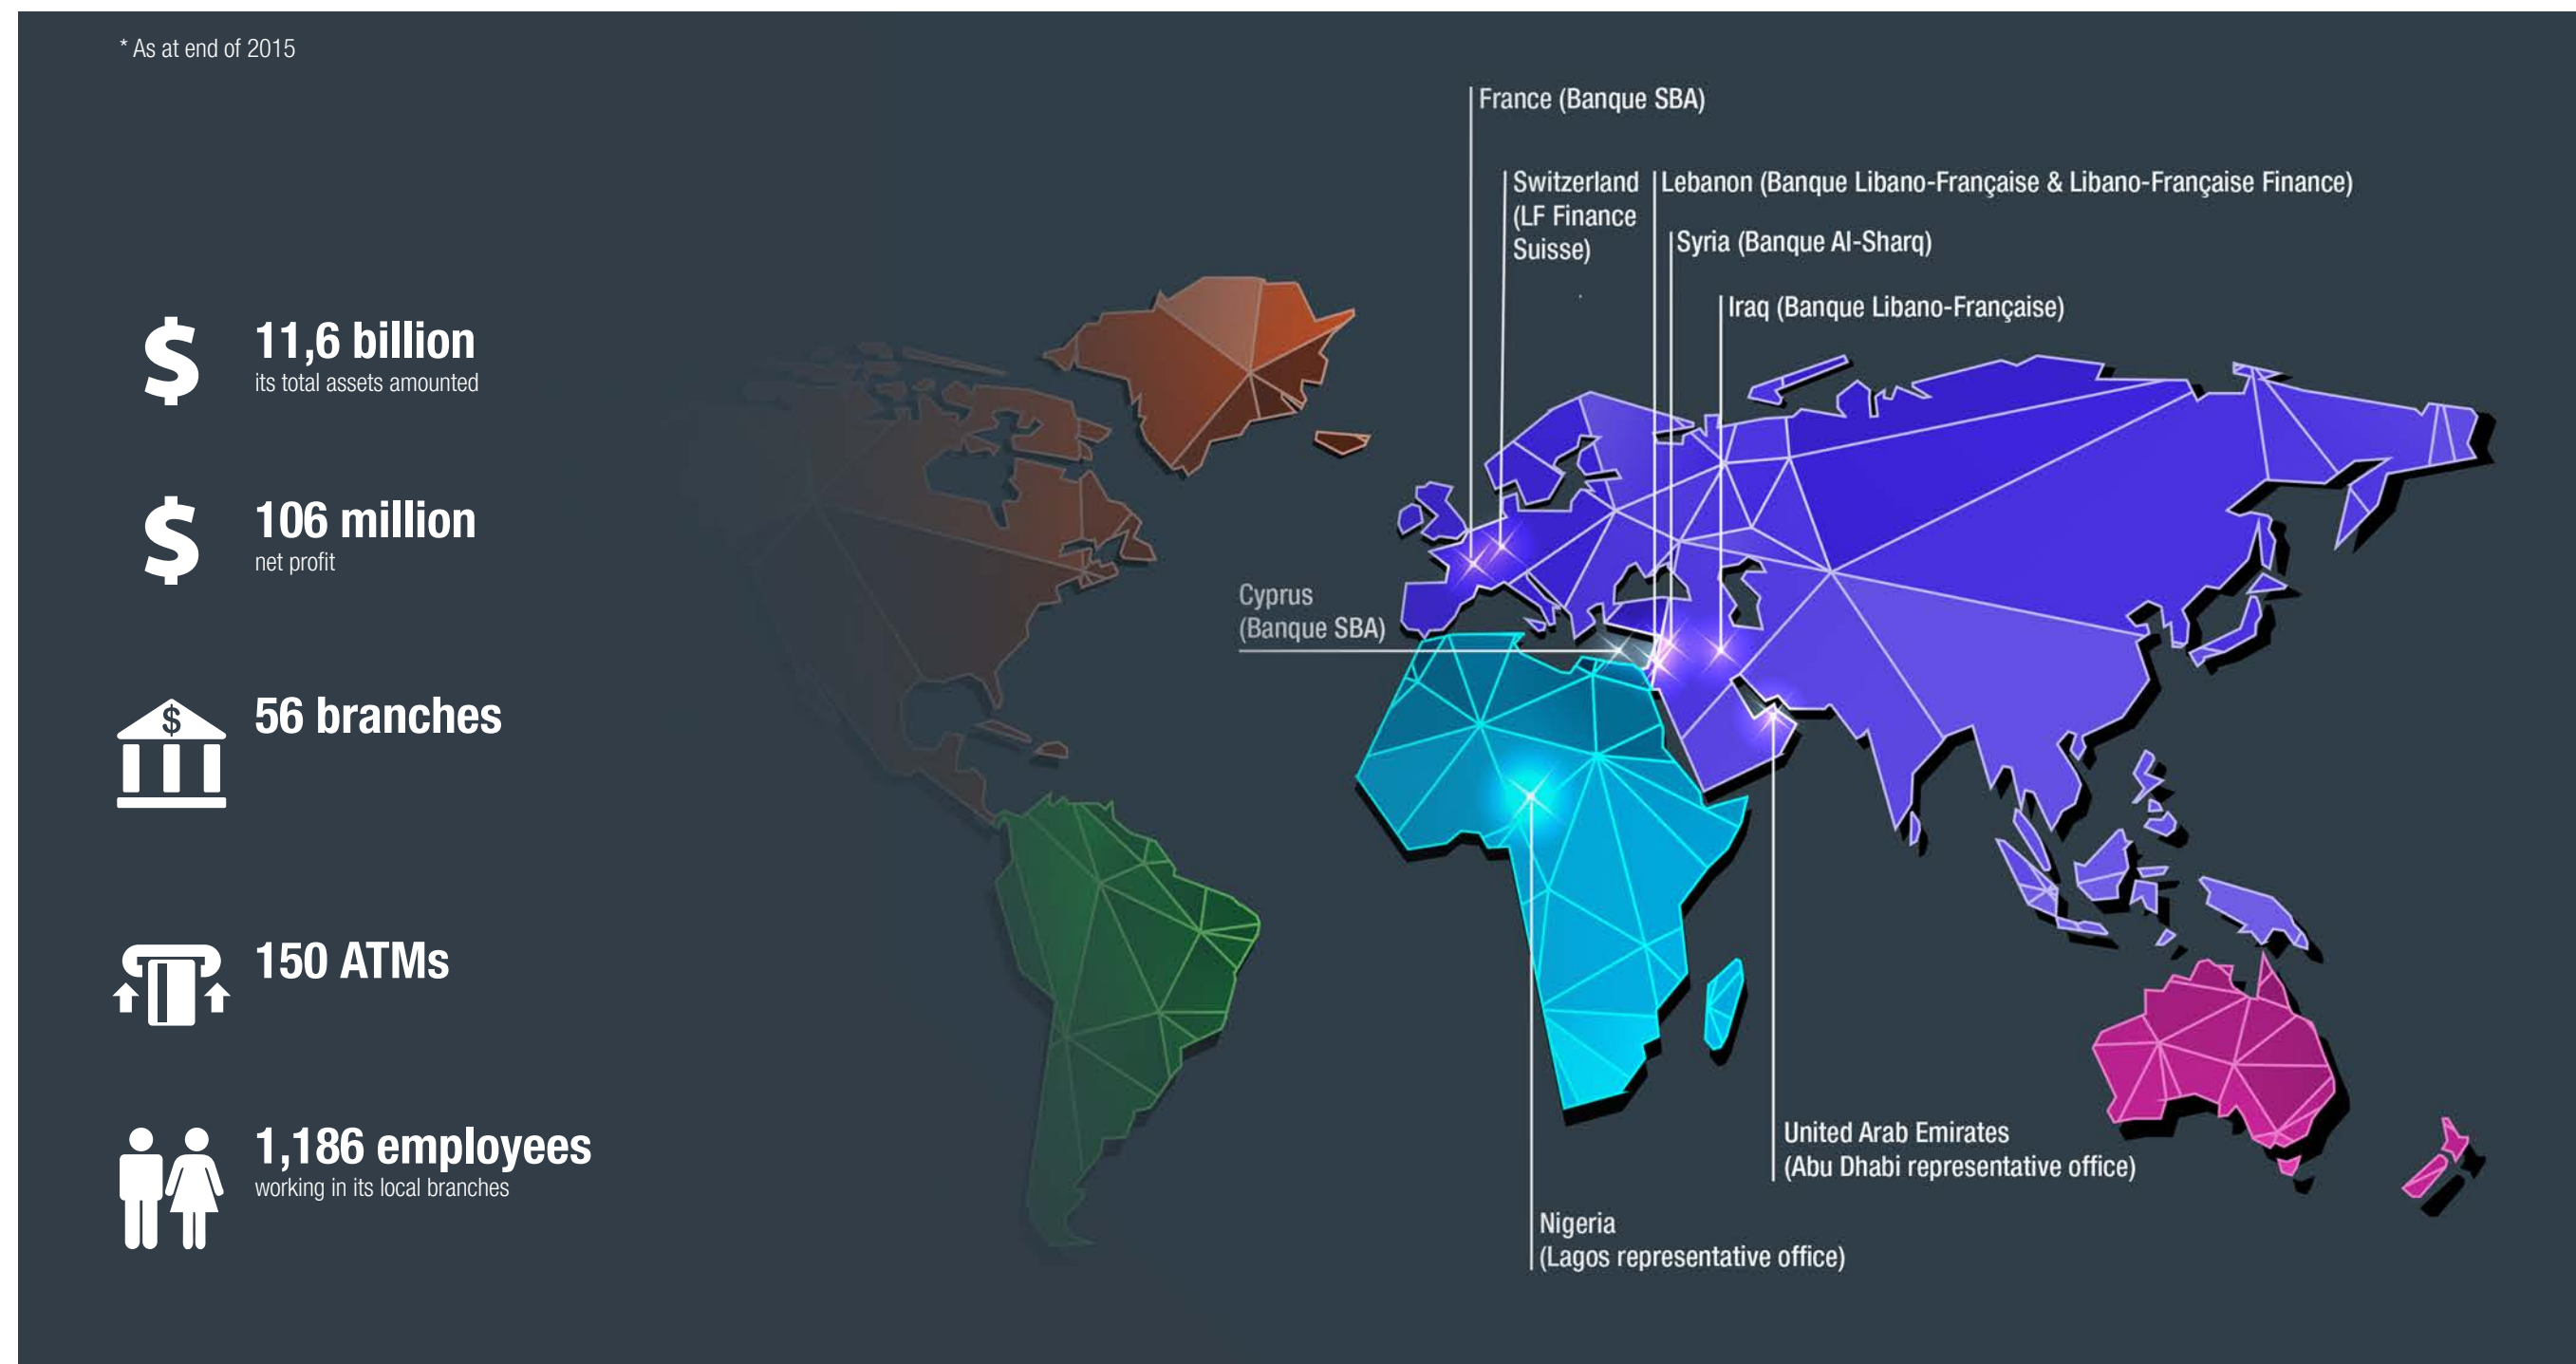 * As at end of 2015
France (Banque SBA)
Switzerland
(LF Finance
Suisse)
Lebanon (Banque Libano-Française & Libano-Française Finance)
Syria (Banque Al-Sharq)
Iraq (Banque Libano-Française)
$
11,6 billion
its total assets amounted
$
106 million
net profit
Cyprus
(Banque SBA)
$
56 branches
150 ATMs
1,186 employees
working in its local branches
United Arab Emirates
(Abu Dhabi representative office)
Nigeria
(Lagos representative office)